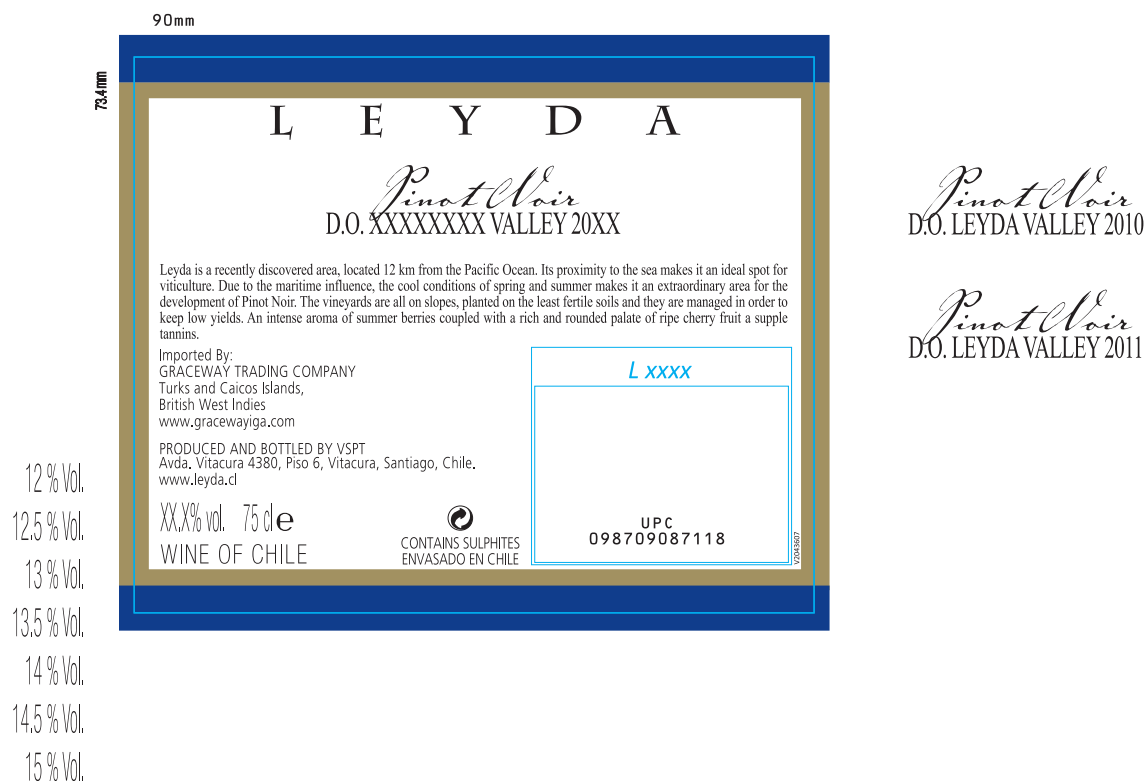 90mm
73.4mm
L E Y D A
Pinot Noir
D.O. XXXXXXXX VALLEY 20XX
Leyda is a recently discovered area, located 12 km from the Pacific Ocean. Its proximity to the sea makes it an ideal spot for
viticulture. Due to the maritime influence, the cool conditions of spring and summer makes it an extraordinary area for the
development of Pinot Noir. The vineyards are all on slopes, planted on the least fertile soils and they are managed in order to
keep low yields. An intense aroma of summer berries coupled with a rich and rounded palate of ripe cherry fruit a supple
tannins.
Imported By:
GRACEWAY TRADING COMPANY
Turks and Caicos Islands,
British West Indies
www.gracewayiga.com
PRODUCED AND BOTTLED BY VSPT
Avda. Vitacura 4380, Piso 6, Vitacura, Santiago, Chile.
www.leyda.cl
XX.X% vol. 75 cl e
WINE OF CHILE
CONTAINS SULPHITES
ENVASADO EN CHILE
L xxxx
UPC
098709087118
V2043607
Pinot Noir
D.O. LEYDA VALLEY 2010
Pinot Noir
D.O. LEYDA VALLEY 2011
12 % Vol.
12.5 % Vol.
13 % Vol.
13.5 % Vol.
14 % Vol.
14.5 % Vol.
15 % Vol.